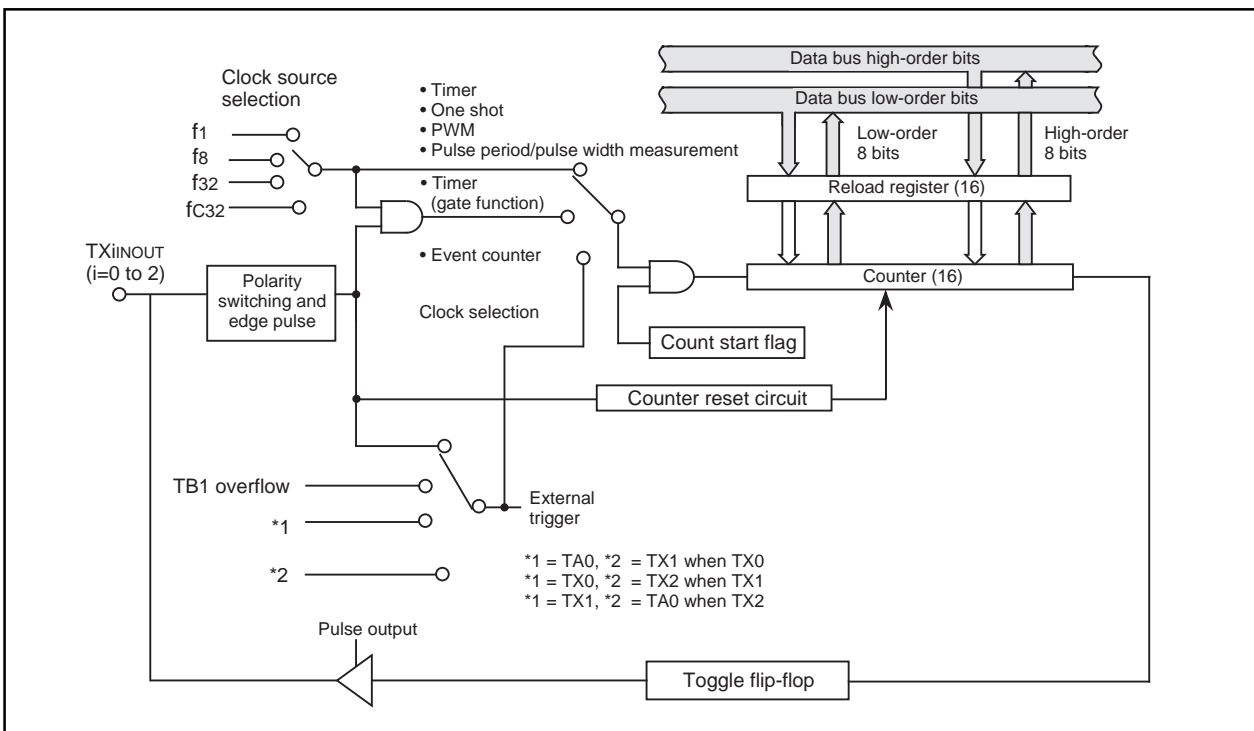 Clock source
selection
f1
f8
f32
fC32
TXiINOUT
(i=0 to 2)
Polarity
switching and
edge pulse
• Timer
• One shot
• PWM
• Pulse period/pulse width measurement
• Timer
(gate function)
• Event counter
Clock selection
Data bus high-order bits
Data bus low-order bits
Low-order
8 bits
High-order
8 bits
Reload register (16)
Counter (16)
Count start flag
Counter reset circuit
TB1 overflow
*1
*2
External
trigger
*1 = TA0, *2 = TX1 when TX0
*1 = TX0, *2 = TX2 when TX1
*1 = TX1, *2 = TA0 when TX2
Pulse output
Toggle flip-flop